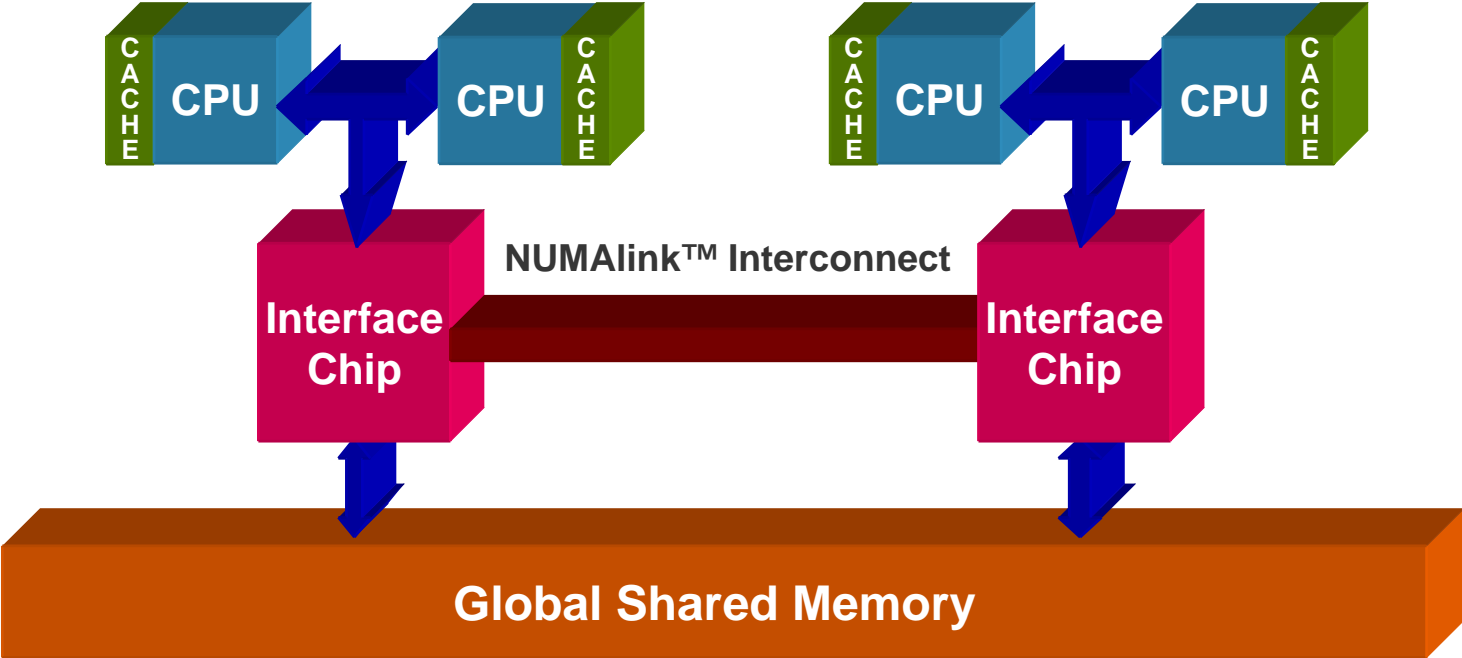 CACHE
CPU
CPU
CACHE
CACHE
CPU
CPU
CACHE
NUMAlink™ Interconnect
Interface
Chip
Interface
Chip
Global Shared Memory